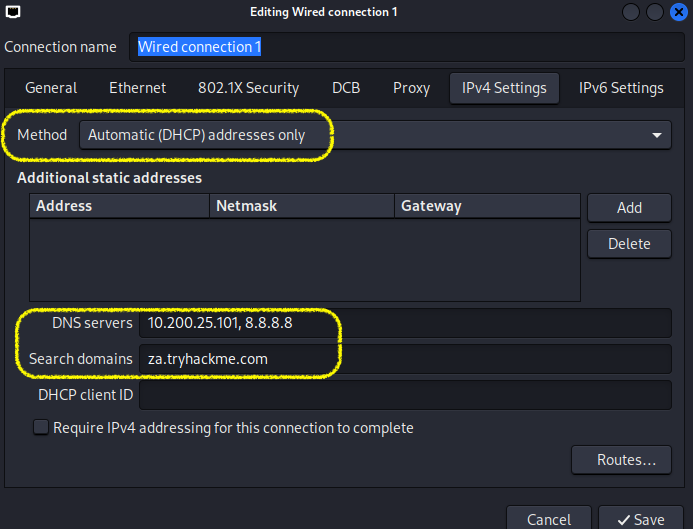 Editing Wired connection 1
Connection name Wired connection 1
General Ethernet 802.1X Security DCB Proxy IPv4 Settings IPv6 Settings
Method Automatic (DHCP) addresses only
Additional static addresses
Address Netmask Gateway Add
Delete
DNS servers 10.200.25.101, 8.8.8.8
Search domains za.tryhackme.com
DHCP client ID
Require IPv4 addressing for this connection to complete
Routes…
Cancel Save